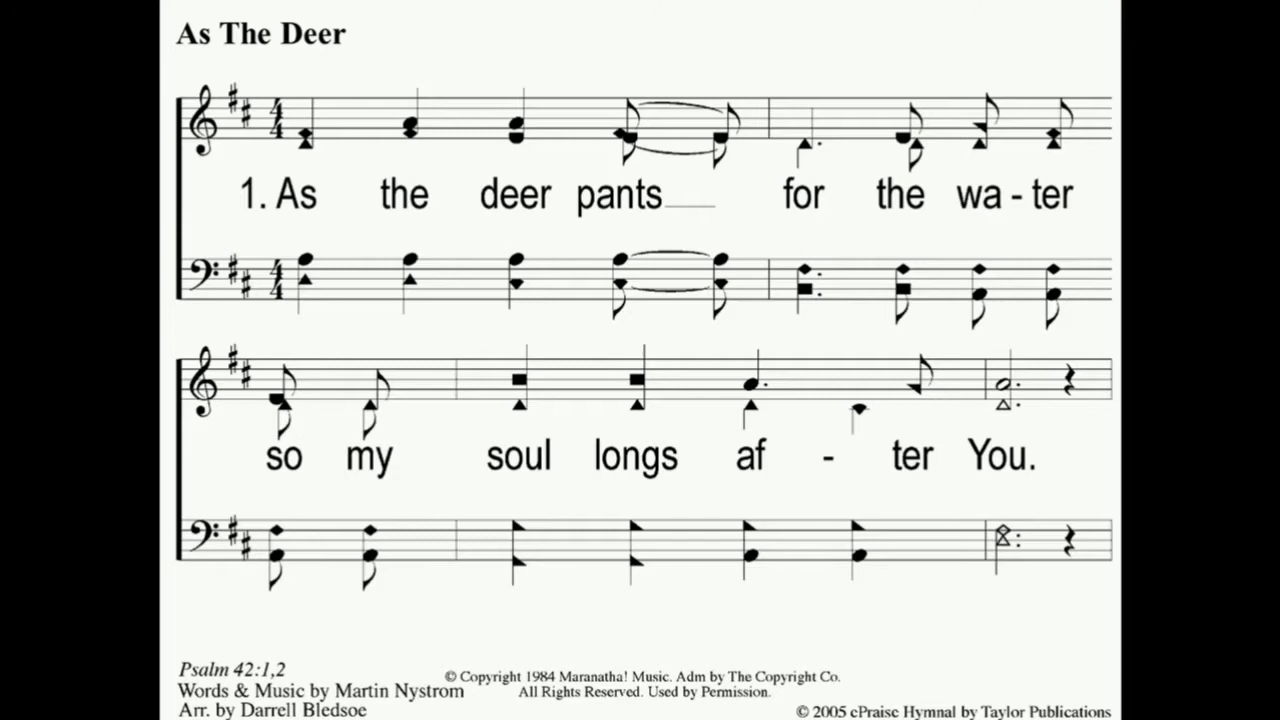 As The Deer
1. As the deer pants for the wa - ter
so my soul longs af - ter You.
Psalm 42:1,2
Words & Music by Martin Nystrom
Arr. by Darrell Bledsoe
© Copyright 1984 Maranatha! Music. Adm by The Copyright Co.
All Rights Reserved. Used by Permission.
© 2005 cPraise Hymnal by Taylor Publications